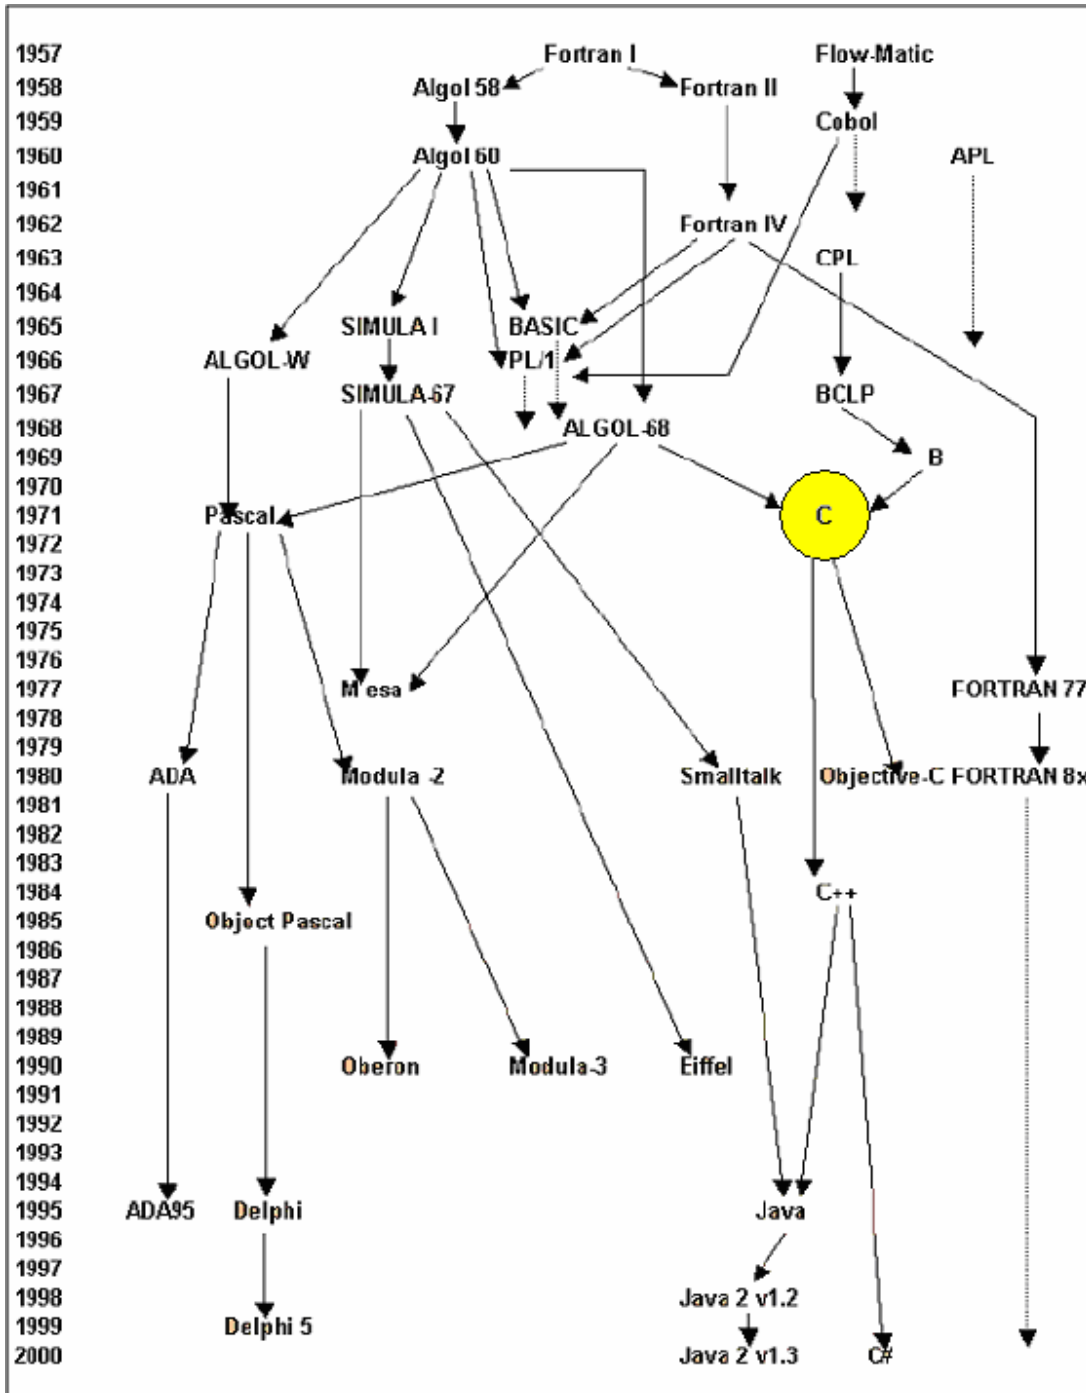 1957 Fortran I Flow-Matic
1958 Algol 58 Fortran II
1959 Cobol
1960 Algol 60 APL
1961
1962 Fortran IV
1963 CPL
1964
1965 SIMULA I BASIC
1966 ALGOL-W PL/1
1967 SIMULA-67 BCLP
1968 ALGOL-68
1969 B
1970
1971 Pascal C
1972
1973
1974
1975
1976
1977 Mesa FORTRAN 77
1978
1979
1980 ADA Modula -2 Smalltalk Objective-C FORTRAN 8x
1981
1982
1983
1984 C++
1985 Object Pascal
1986
1987
1988
1989
1990 Oberon Modula-3 Eiffel
1991
1992
1993
1994
1995 ADA95 Delphi Java
1996
1997
1998 Java 2 v1.2
1999 Delphi 5
2000 Java 2 v1.3 C#